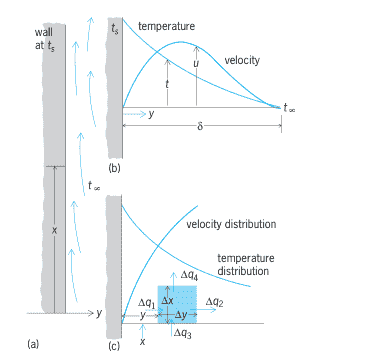 wall
at ts
x
t∞
y
(a)
ts
temperature
velocity
u
t
t∞
y
δ
(b)
velocity distribution
temperature
distribution
Δq4
Δx
Δq1
Δq2
y
Δy
Δq3
x
(c)